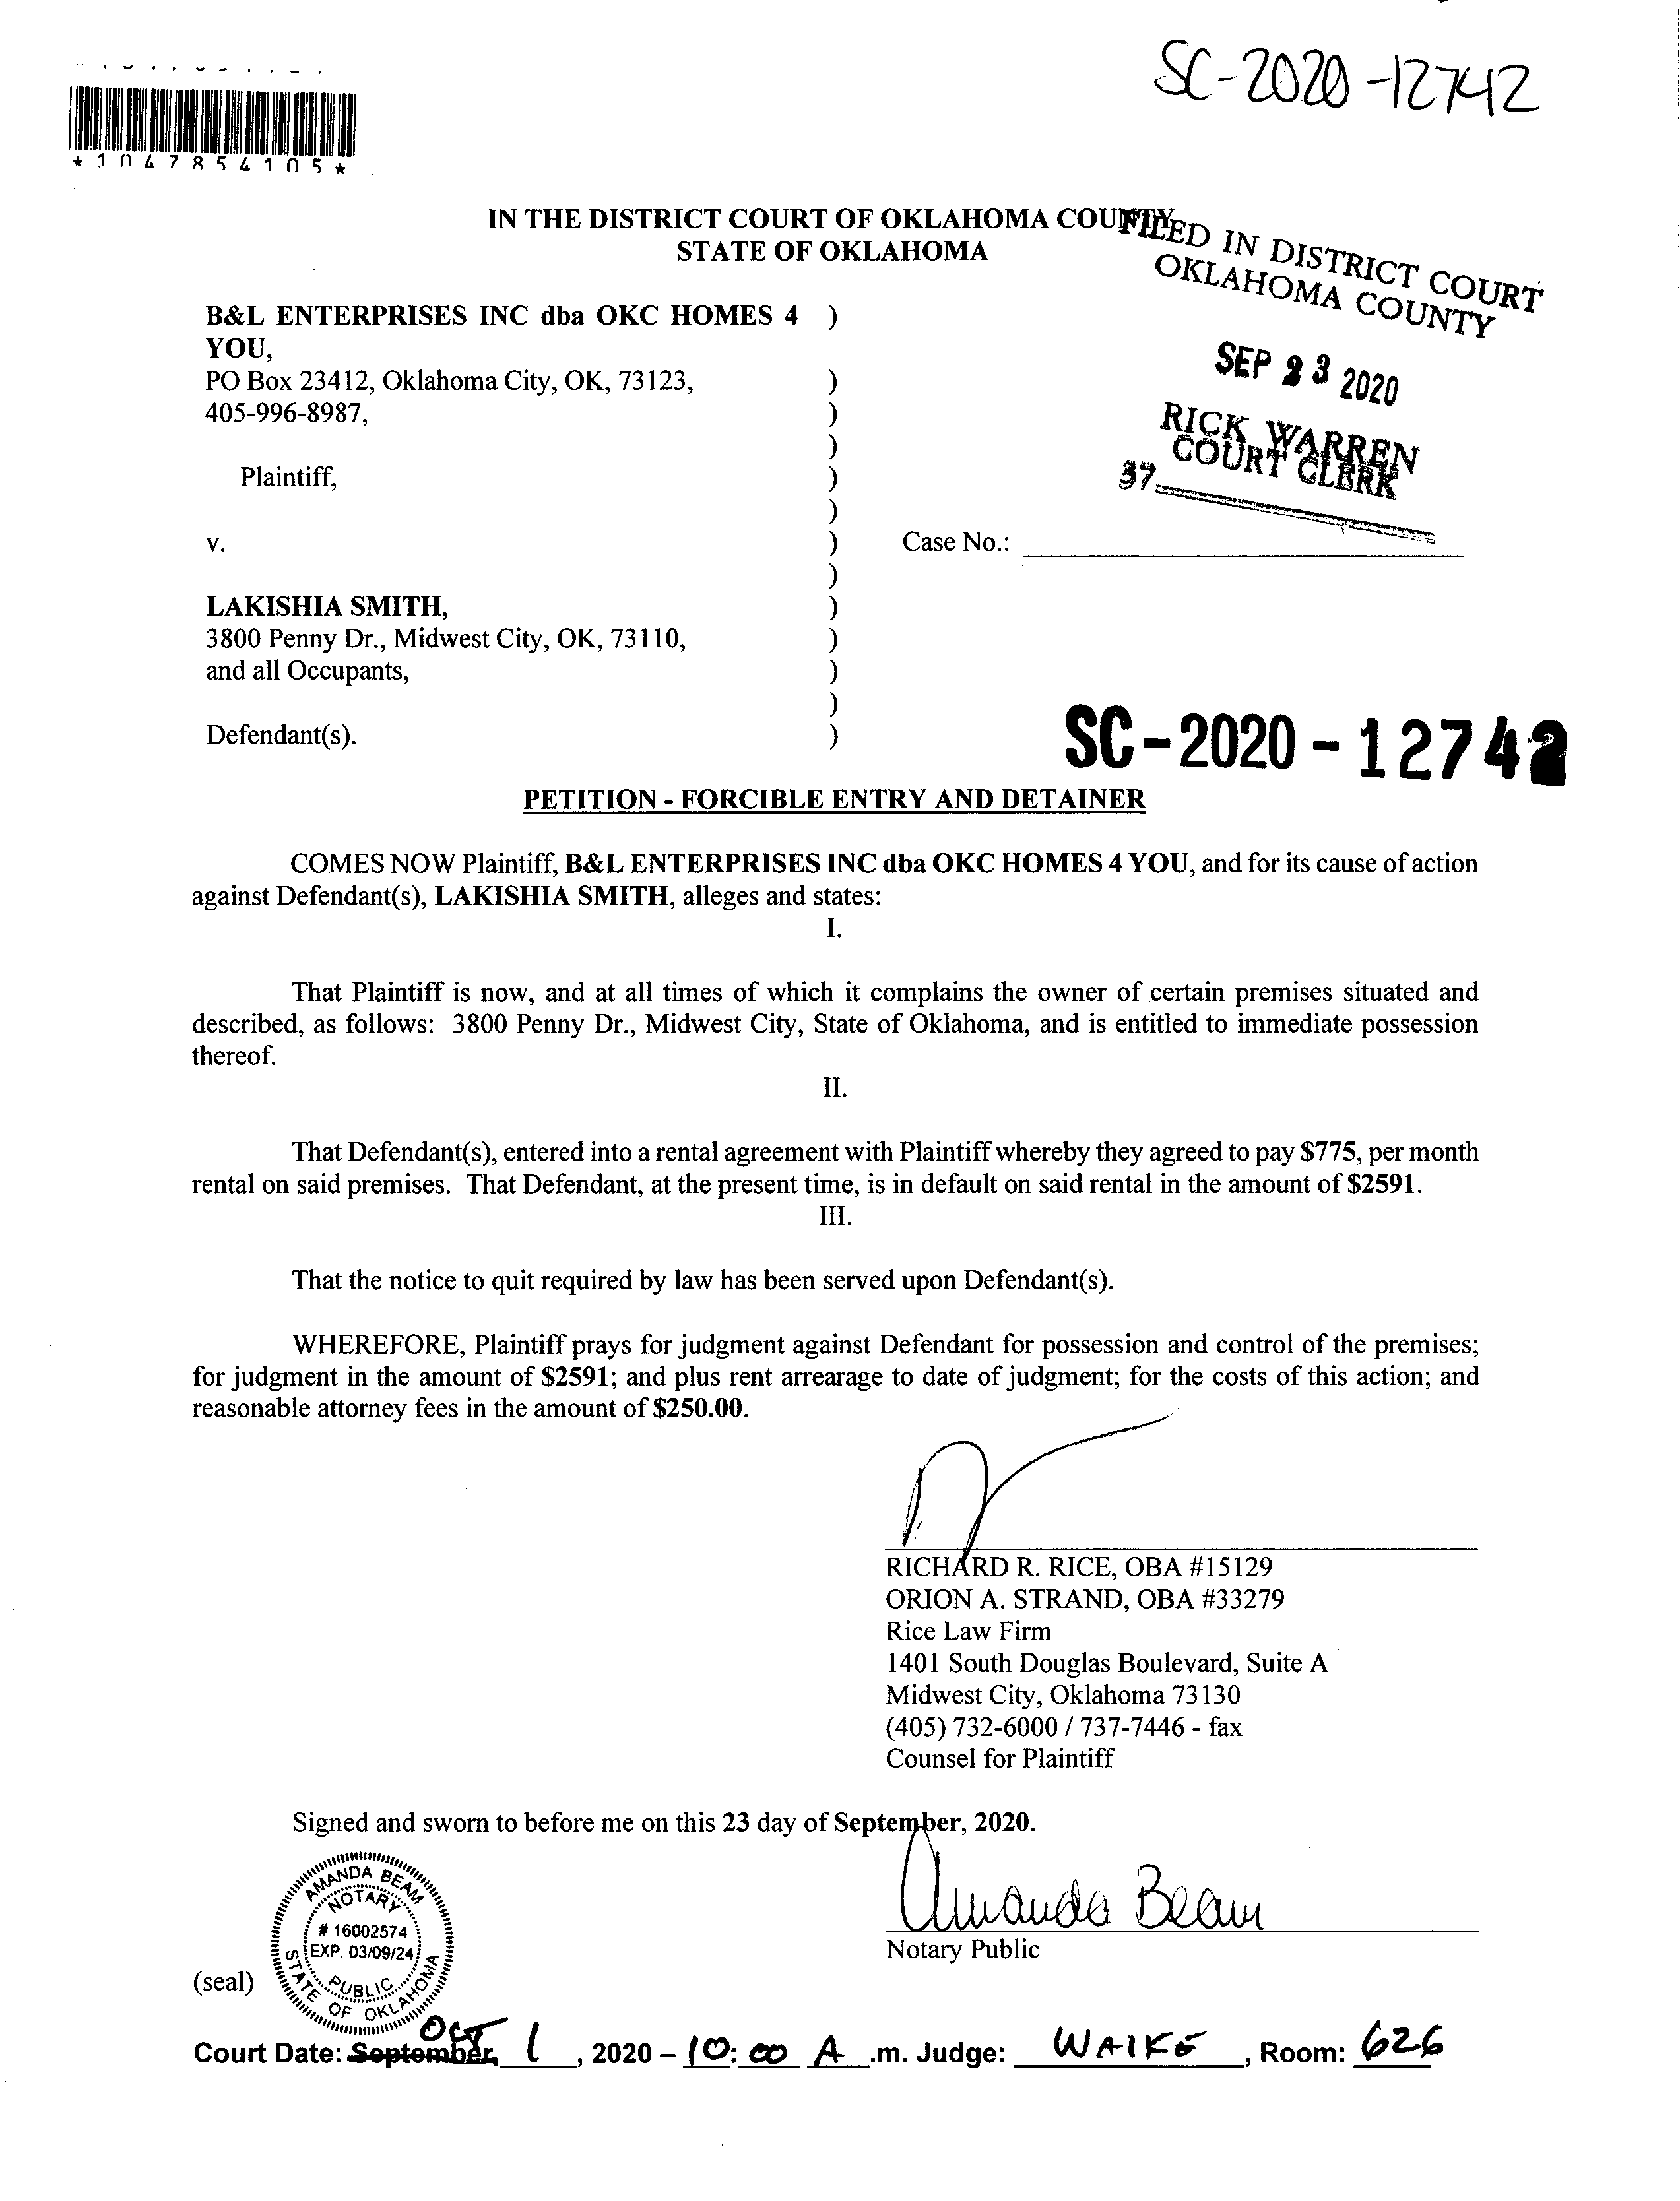 SC-2020-12742
*1047854105*
IN THE DISTRICT COURT OF OKLAHOMA COUNTY
STATE OF OKLAHOMA
FILED IN DISTRICT COURT
OKLAHOMA COUNTY
SEP 23 2020
RICK WARREN
COURT CLERK
37
B&L ENTERPRISES INC dba OKC HOMES 4 )
YOU,
PO Box 23412, Oklahoma City, OK, 73123, )
405-996-8987, )
)
Plaintiff, )
)
v. ) Case No.:
)
LAKISHIA SMITH, )
3800 Penny Dr., Midwest City, OK, 73110, )
and all Occupants, )
)
Defendant(s). )
SC-2020-12742
PETITION - FORCIBLE ENTRY AND DETAINER
COMES NOW Plaintiff, B&L ENTERPRISES INC dba OKC HOMES 4 YOU, and for its cause of action
against Defendant(s), LAKISHIA SMITH, alleges and states:
I.
That Plaintiff is now, and at all times of which it complains the owner of certain premises situated and
described, as follows: 3800 Penny Dr., Midwest City, State of Oklahoma, and is entitled to immediate possession
thereof.
II.
That Defendant(s), entered into a rental agreement with Plaintiff whereby they agreed to pay $775, per month
rental on said premises. That Defendant, at the present time, is in default on said rental in the amount of $2591.
III.
That the notice to quit required by law has been served upon Defendant(s).
WHEREFORE, Plaintiff prays for judgment against Defendant for possession and control of the premises;
for judgment in the amount of $2591; and plus rent arrearage to date of judgment; for the costs of this action; and
reasonable attorney fees in the amount of $250.00.
RICHARD R. RICE, OBA #15129
ORION A. STRAND, OBA #33279
Rice Law Firm
1401 South Douglas Boulevard, Suite A
Midwest City, Oklahoma 73130
(405) 732-6000 / 737-7446 - fax
Counsel for Plaintiff
Signed and sworn to before me on this 23 day of September, 2020.
Amanda Beam
Notary Public
AMANDA BEAM
NOTARY
# 16002574
EXP. 03/09/24
PUBLIC
STATE OF OKLAHOMA
(seal)
Court Date: September, OCT 1, 2020 – 10:00 A.m. Judge: WAIKE, Room: 626